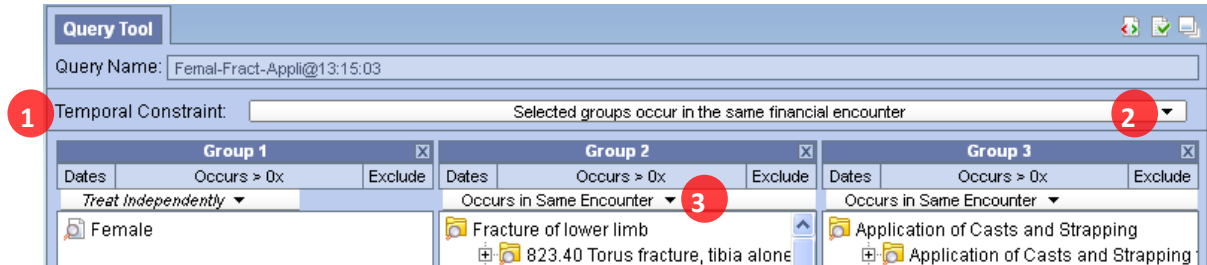 Query Tool
Query Name: Femal-Fract-Appli@13:15:03
1 Temporal Constraint: Selected groups occur in the same financial encounter 2
Group 1 Group 2 Group 3
Dates Occurs > 0x Exclude Dates Occurs > 0x Exclude Dates Occurs > 0x Exclude
Treat Independently Occurs in Same Encounter 3 Occurs in Same Encounter
Female Fracture of lower limb Application of Casts and Strapping
823.40 Torus fracture, tibia alone Application of Casts and Strapping